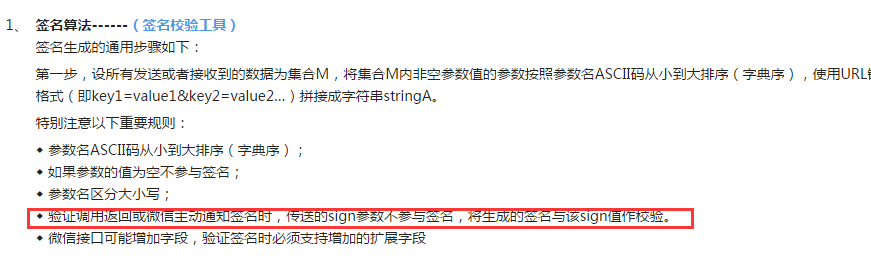 1、 签名算法------（签名校验工具）
签名生成的通用步骤如下：
第一步，设所有发送或者接收到的数据为集合M，将集合M内非空参数值的参数按照参数名ASCII码从小到大排序（字典序），使用URL
格式（即key1=value1&key2=value2…）拼接成字符串stringA。
特别注意以下重要规则：
◆ 参数名ASCII码从小到大排序（字典序）；
◆ 如果参数的值为空不参与签名；
◆ 参数名区分大小写；
◆ 验证调用返回或微信主动通知签名时，传送的sign参数不参与签名，将生成的签名与该sign值作校验。
◆ 微信接口可能增加字段，验证签名时必须支持增加的扩展字段